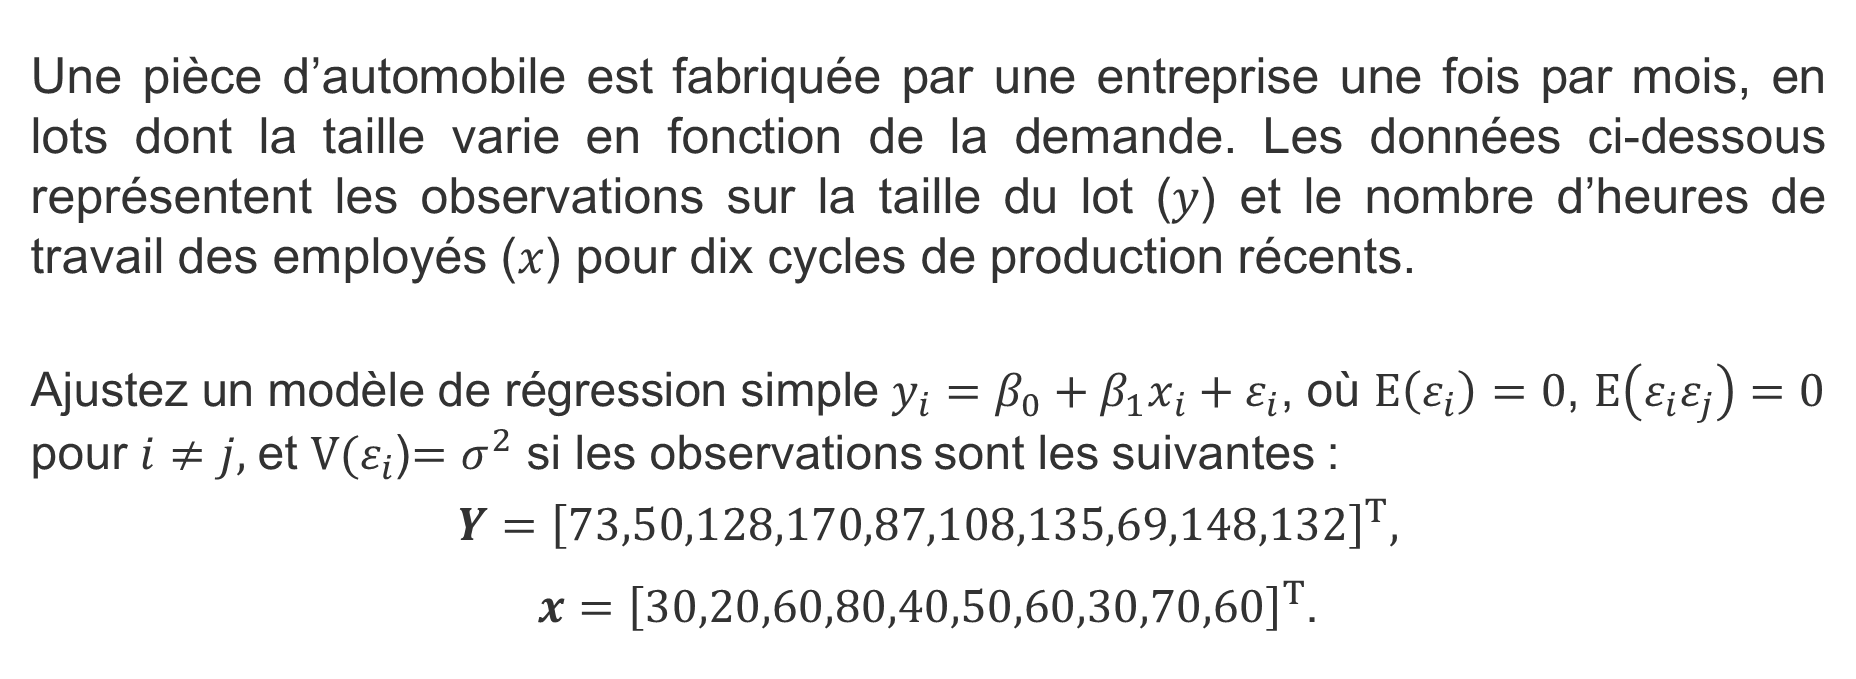 Une pièce d’automobile est fabriquée par une entreprise une fois par mois, en
lots dont la taille varie en fonction de la demande. Les données ci-dessous
représentent les observations sur la taille du lot (𝑦) et le nombre d’heures de
travail des employés (𝑥) pour dix cycles de production récents.
Ajustez un modèle de régression simple 𝑦ᵢ = 𝛽₀ + 𝛽₁𝑥ᵢ + 𝜀ᵢ, où E(𝜀ᵢ) = 0, E(𝜀ᵢ𝜀ⱼ) = 0
pour 𝑖 ≠ 𝑗, et V(𝜀ᵢ)= 𝜎² si les observations sont les suivantes :
𝒀 = [73,50,128,170,87,108,135,69,148,132]ᵀ,
𝒙 = [30,20,60,80,40,50,60,30,70,60]ᵀ.